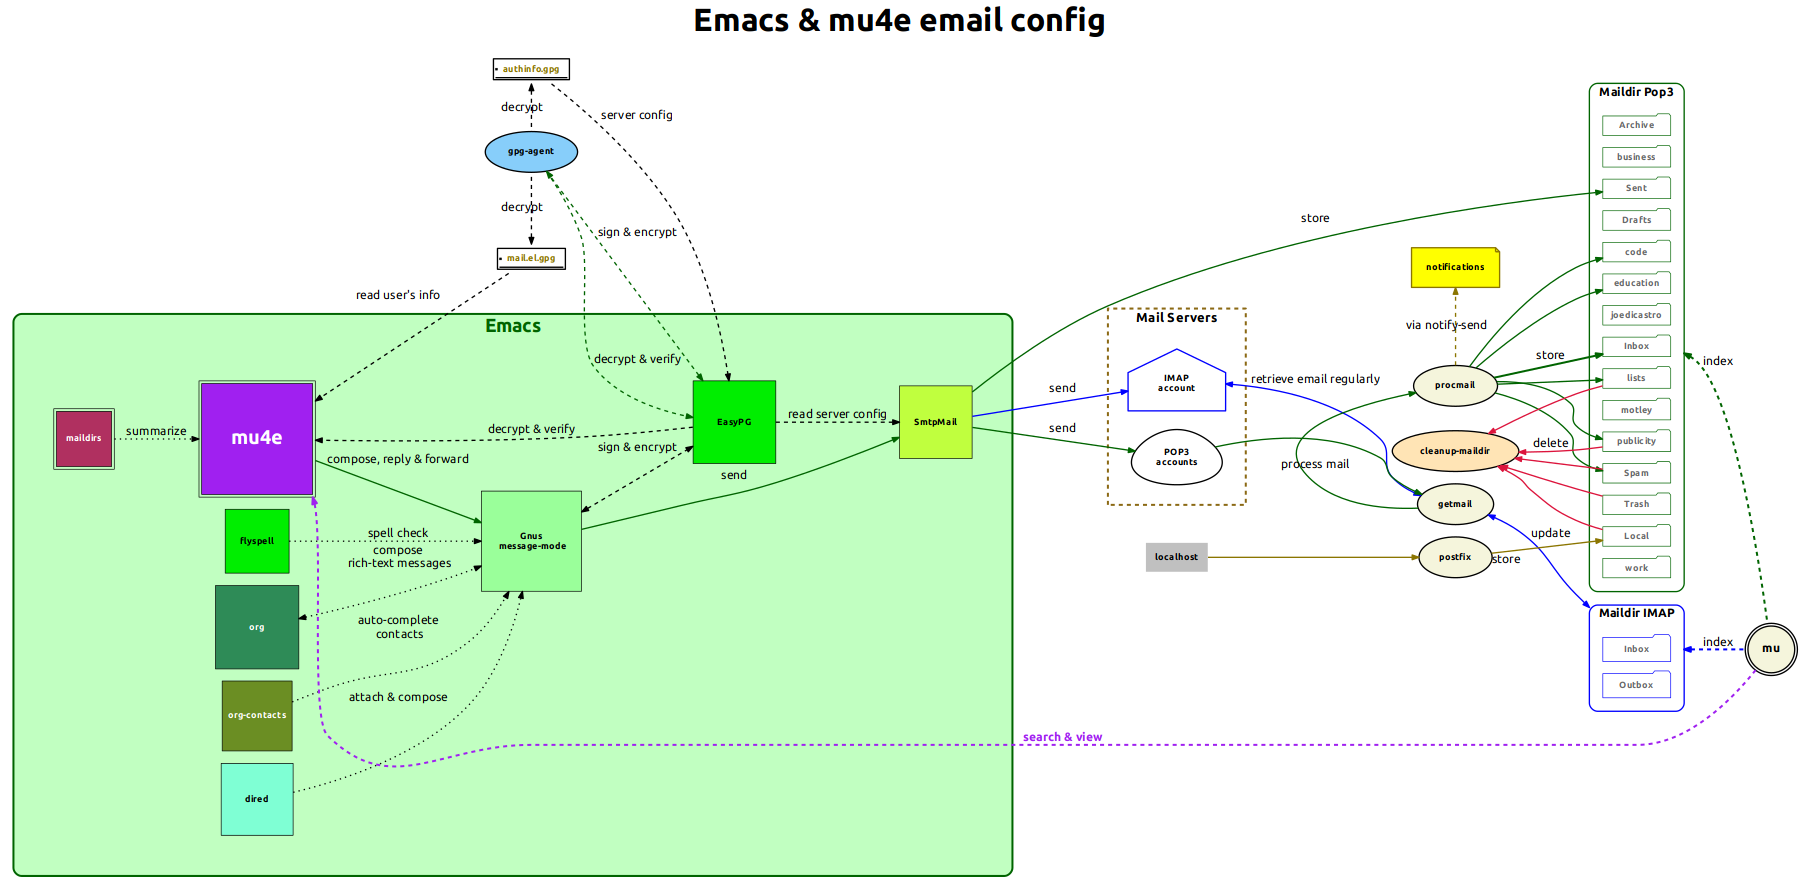 Emacs & mu4e email config
authinfo.gpg
decrypt
server config
gpg-agent
decrypt
sign & encrypt
mail.el.gpg
read user's info
Emacs
decrypt & verify
maildirs
summarize
mu4e
decrypt & verify
compose, reply & forward
EasyPG
read server config
SmtpMail
sign & encrypt
send
flyspell
spell check
compose
rich-text messages
Gnus
message-mode
org
auto-complete
contacts
org-contacts
attach & compose
dired
search & view
store
send
send
Mail Servers
IMAP
account
POP3
accounts
retrieve email regularly
process mail
localhost
notifications
via notify-send
procmail
store
cleanup-maildir
delete
getmail
update
postfix
store
Maildir Pop3
Archive
business
Sent
Drafts
code
education
joedicastro
Inbox
lists
motley
publicity
Spam
Trash
Local
work
Maildir IMAP
Inbox
Outbox
index
index
mu